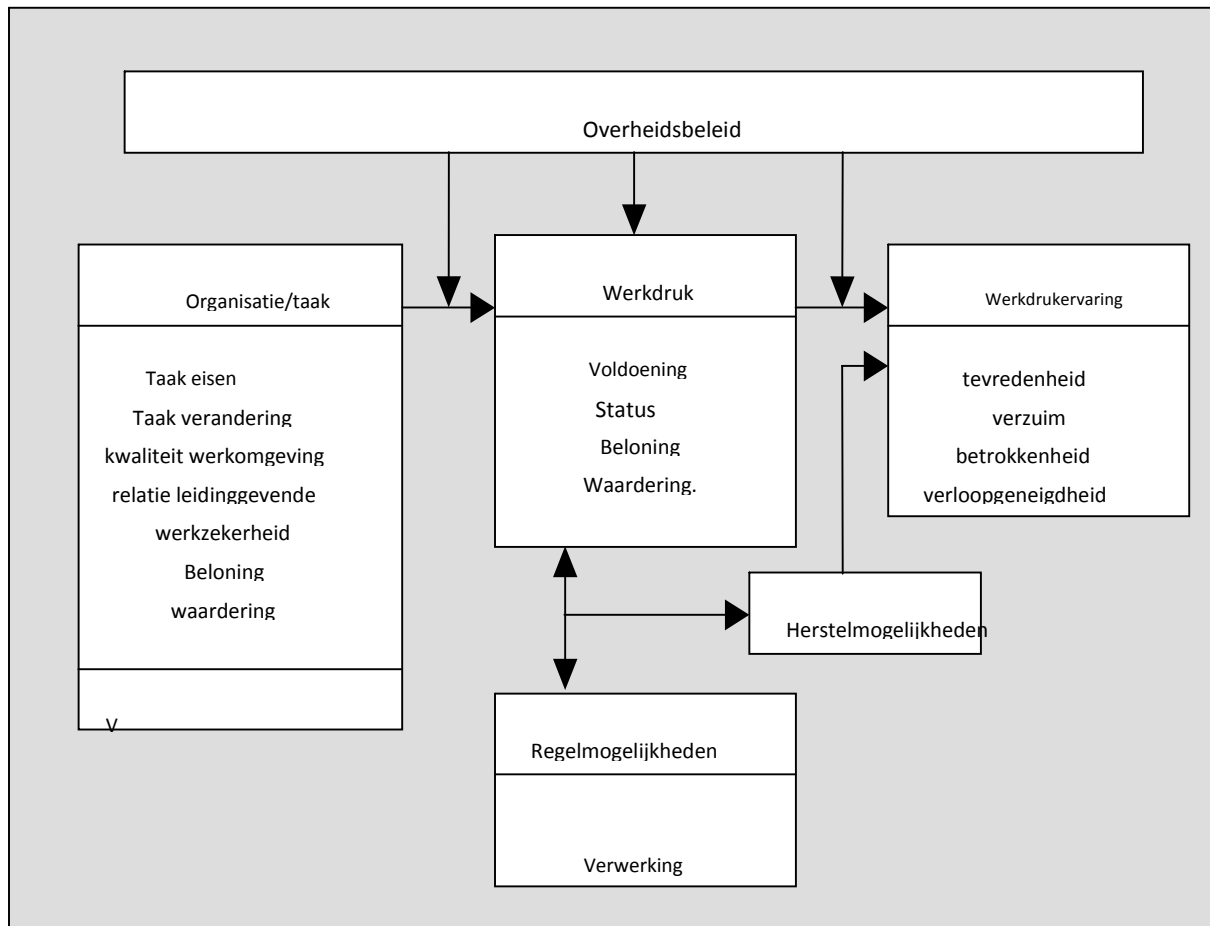 Overheidsbeleid
Organisatie/taak
Taak eisen
Taak verandering
kwaliteit werkomgeving
relatie leidinggevende
werkzekerheid
Beloning
waardering
V
Werkdruk
Voldoening
Status
Beloning
Waardering.
Werkdrukervaring
tevredenheid
verzuim
betrokkenheid
verloopgeneigdheid
Herstelmogelijkheden
Regelmogelijkheden
Verwerking